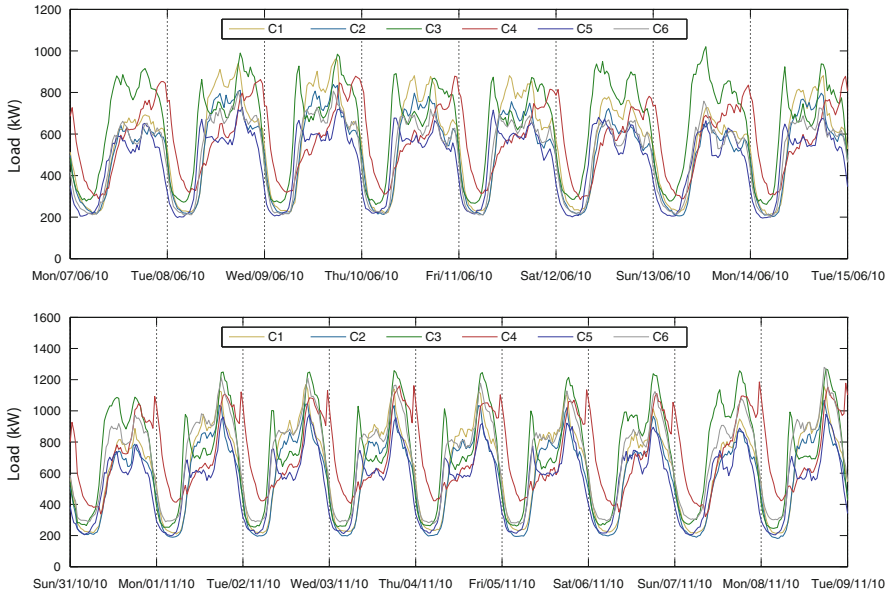 1200
1000
800
600
400
200
0
Load (kW)
C1 C2 C3 C4 C5 C6
Mon/07/06/10 Tue/08/06/10 Wed/09/06/10 Thu/10/06/10 Fri/11/06/10 Sat/12/06/10 Sun/13/06/10 Mon/14/06/10 Tue/15/06/10
1600
1400
1200
1000
800
600
400
200
0
Load (kW)
C1 C2 C3 C4 C5 C6
Sun/31/10/10 Mon/01/11/10 Tue/02/11/10 Wed/03/11/10 Thu/04/11/10 Fri/05/11/10 Sat/06/11/10 Sun/07/11/10 Mon/08/11/10 Tue/09/11/10